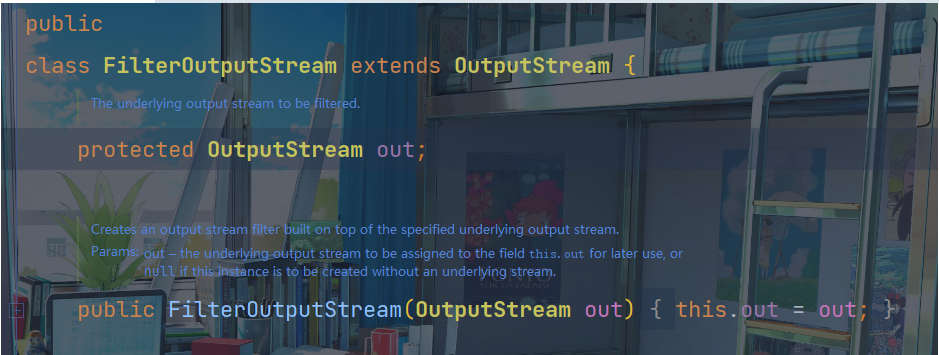 public
class FilterOutputStream extends OutputStream {
The underlying output stream to be filtered.
protected OutputStream out;
Creates an output stream filter built on top of the specified underlying output stream.
Params: out – the underlying output stream to be assigned to the field this.out for later use, or
null if this instance is to be created without an underlying stream.
public FilterOutputStream(OutputStream out) { this.out = out; }